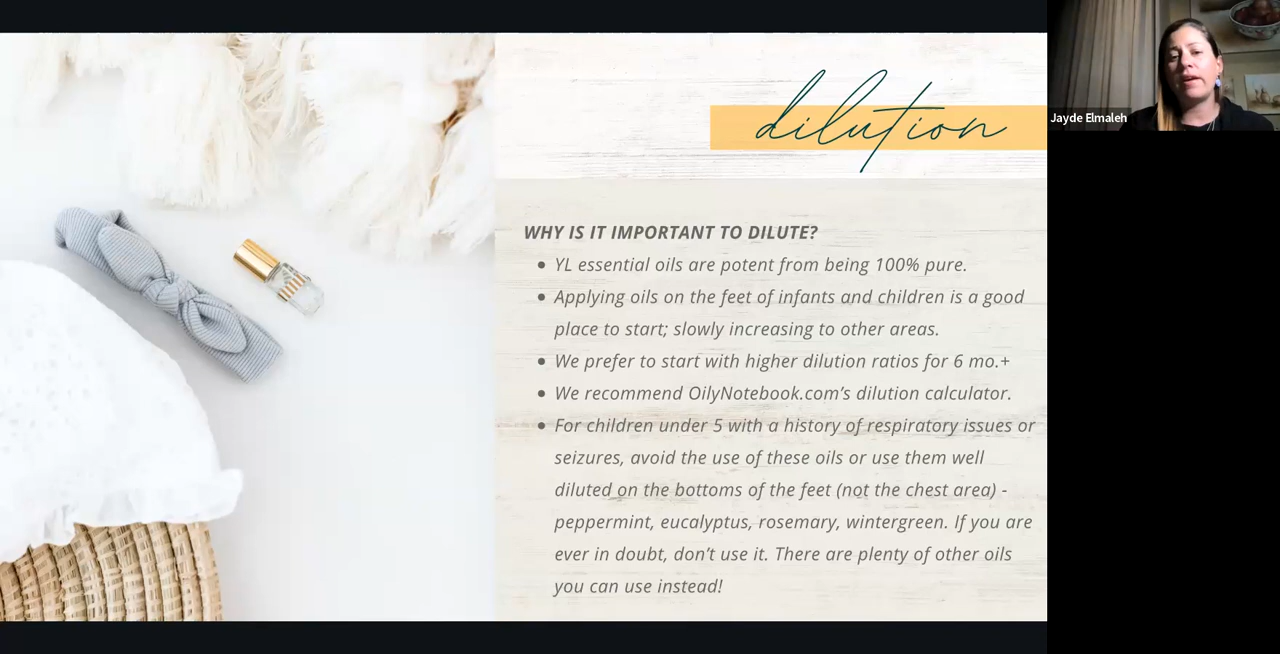 dilution
Jayde Elmaleh
WHY IS IT IMPORTANT TO DILUTE?
• YL essential oils are potent from being 100% pure.
• Applying oils on the feet of infants and children is a good
place to start; slowly increasing to other areas.
• We prefer to start with higher dilution ratios for 6 mo.+
• We recommend OilyNotebook.com’s dilution calculator.
• For children under 5 with a history of respiratory issues or
seizures, avoid the use of these oils or use them well
diluted on the bottoms of the feet (not the chest area) -
peppermint, eucalyptus, rosemary, wintergreen. If you are
ever in doubt, don’t use it. There are plenty of other oils
you can use instead!